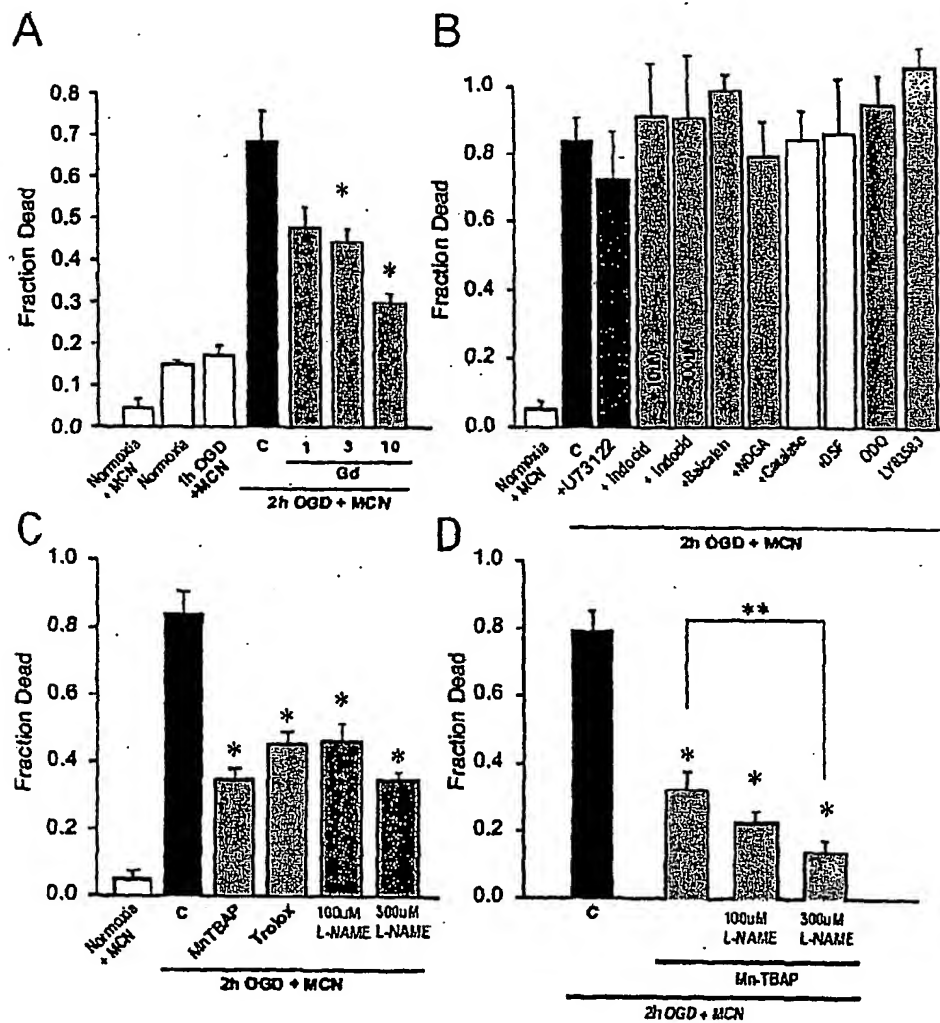 A
Fraction Dead
0.8
0.7
0.6
0.5
0.4
0.3
0.2
0.1
0.0
*
*
Normoxia + MCN
Normoxia
1h OGD +MCN
C
1
3
10
Gd
2h OGD + MCN
B
Fraction Dead
1.0
0.8
0.6
0.4
0.2
0.0
Normoxia + MCN
C
+U73122
+ Indocid
+ Indocid
+Baicalein
+NDGA
+Catalase
+DSF
ODQ
LY83583
2h OGD + MCN
C
Fraction Dead
1.0
0.8
0.6
0.4
0.2
0.0
*
*
*
*
Normoxia + MCN
C
MnTBAP
Trolox
100uM L-NAME
300uM L-NAME
2h OGD + MCN
D
Fraction Dead
1.0
0.8
0.6
0.4
0.2
0.0
**
*
*
*
C
100uM L-NAME
300uM L-NAME
Mn-TBAP
2h OGD + MCN